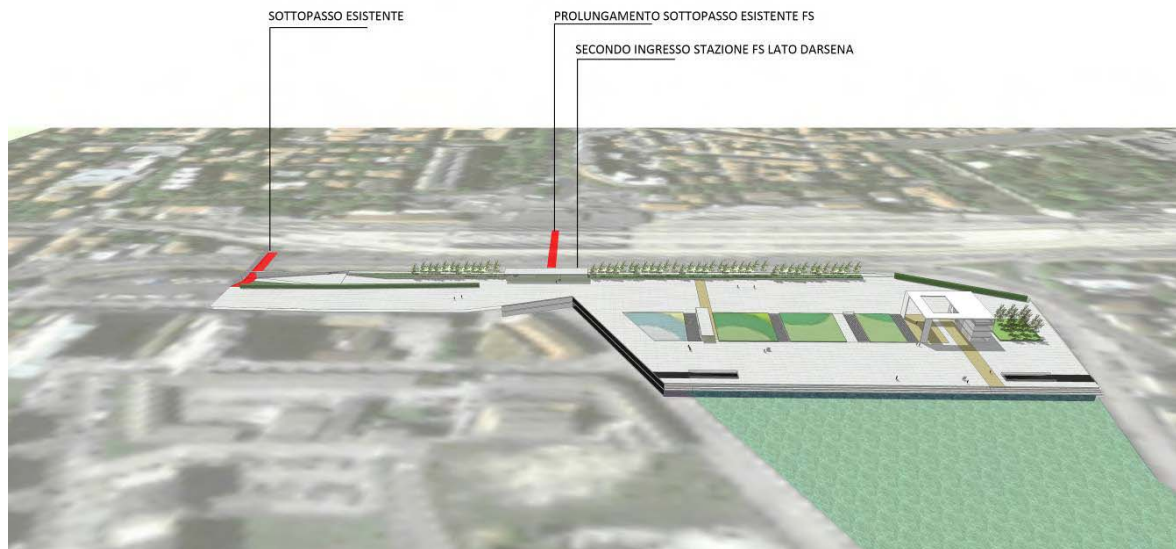 SOTTOPASSO ESISTENTE
PROLUNGAMENTO SOTTOPASSO ESISTENTE FS
SECONDO INGRESSO STAZIONE FS LATO DARSENA